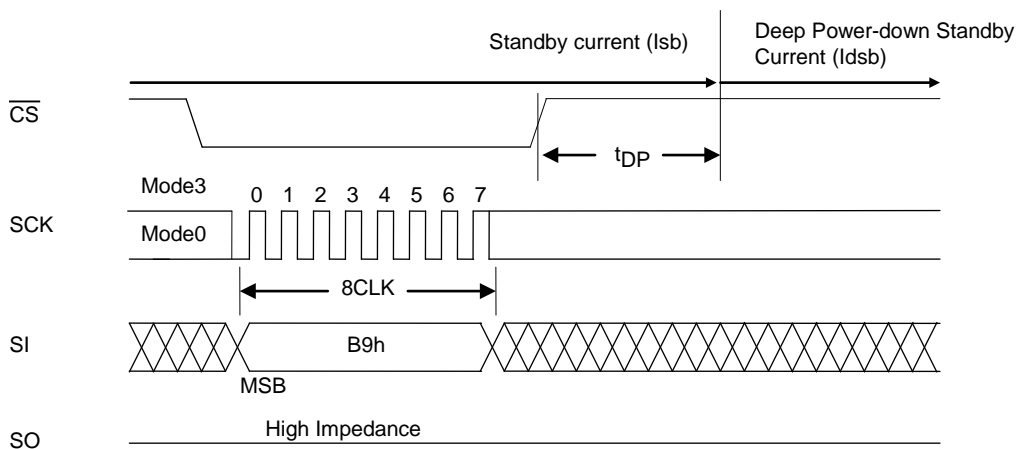 Standby current (Isb)
Deep Power-down Standby
Current (Idsb)
CS
tDP
Mode3
0 1 2 3 4 5 6 7
SCK
Mode0
8CLK
SI
B9h
MSB
High Impedance
SO